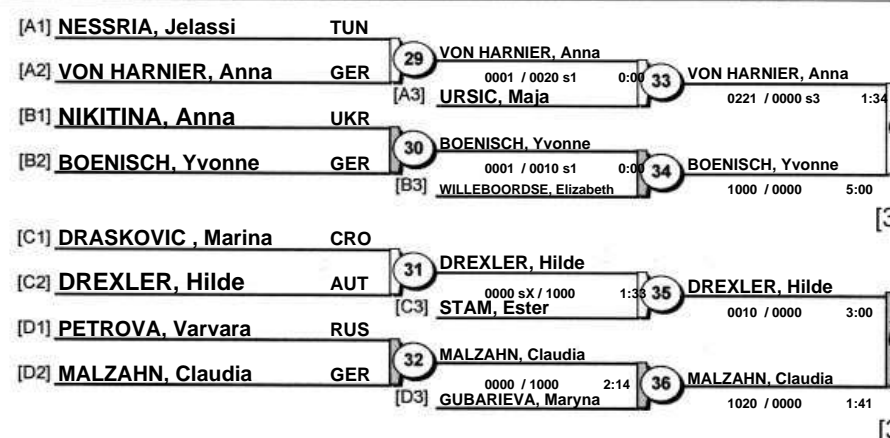 [A1] NESSRIA, Jelassi TUN
[A2] VON HARNIER, Anna GER
29 VON HARNIER, Anna
0001 / 0020 s1 0:00
[A3] URSIC, Maja
33 VON HARNIER, Anna
0221 / 0000 s3 1:34
[B1] NIKITINA, Anna UKR
[B2] BOENISCH, Yvonne GER
30 BOENISCH, Yvonne
0001 / 0010 s1 0:00
[B3] WILLEBOORDSE, Elizabeth
34 BOENISCH, Yvonne
1000 / 0000 5:00
[3
[C1] DRASKOVIC , Marina CRO
[C2] DREXLER, Hilde AUT
31 DREXLER, Hilde
0000 sX / 1000 1:33
[C3] STAM, Ester
35 DREXLER, Hilde
0010 / 0000 3:00
[D1] PETROVA, Varvara RUS
[D2] MALZAHN, Claudia GER
32 MALZAHN, Claudia
0000 / 1000 2:14
[D3] GUBARIEVA, Maryna
36 MALZAHN, Claudia
1020 / 0000 1:41
[3